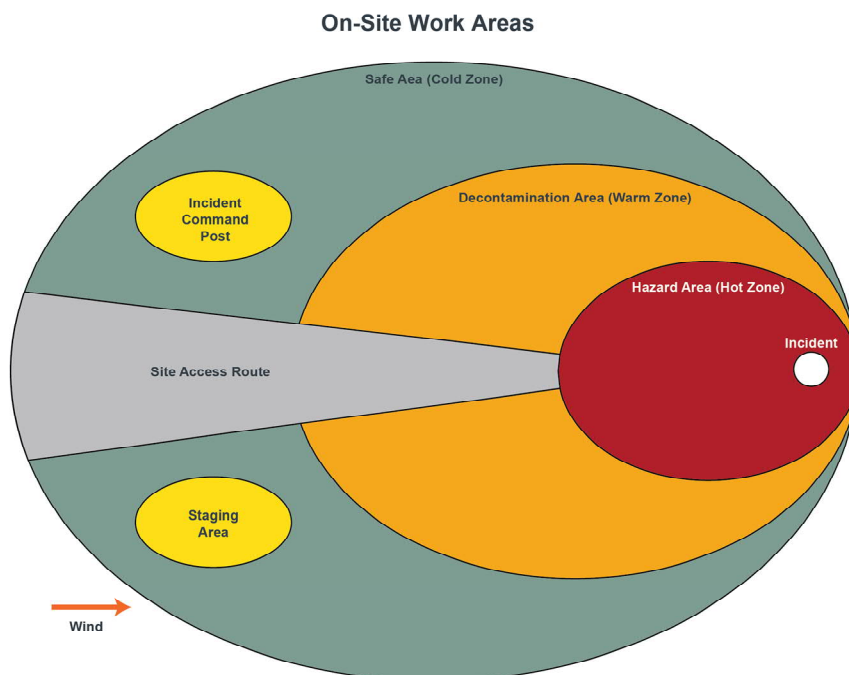 On-Site Work Areas
Safe Aea (Cold Zone)
Incident
Command
Post
Decontamination Area (Warm Zone)
Hazard Area (Hot Zone)
Incident
Site Access Route
Staging
Area
Wind